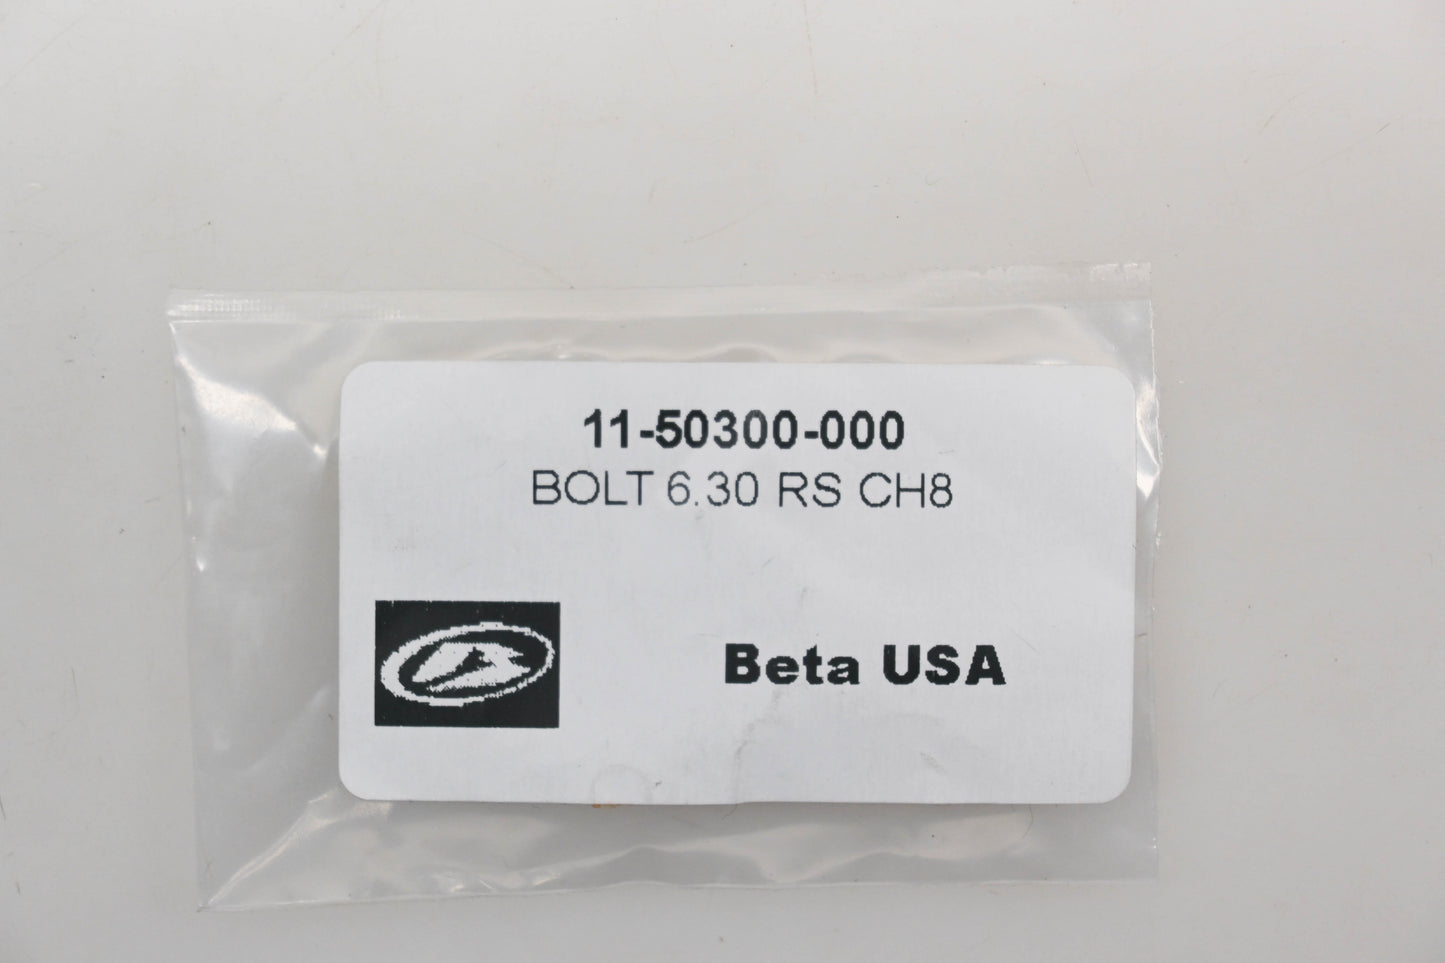 11-50300-000
BOLT 6.30 RS CH8
Beta USA